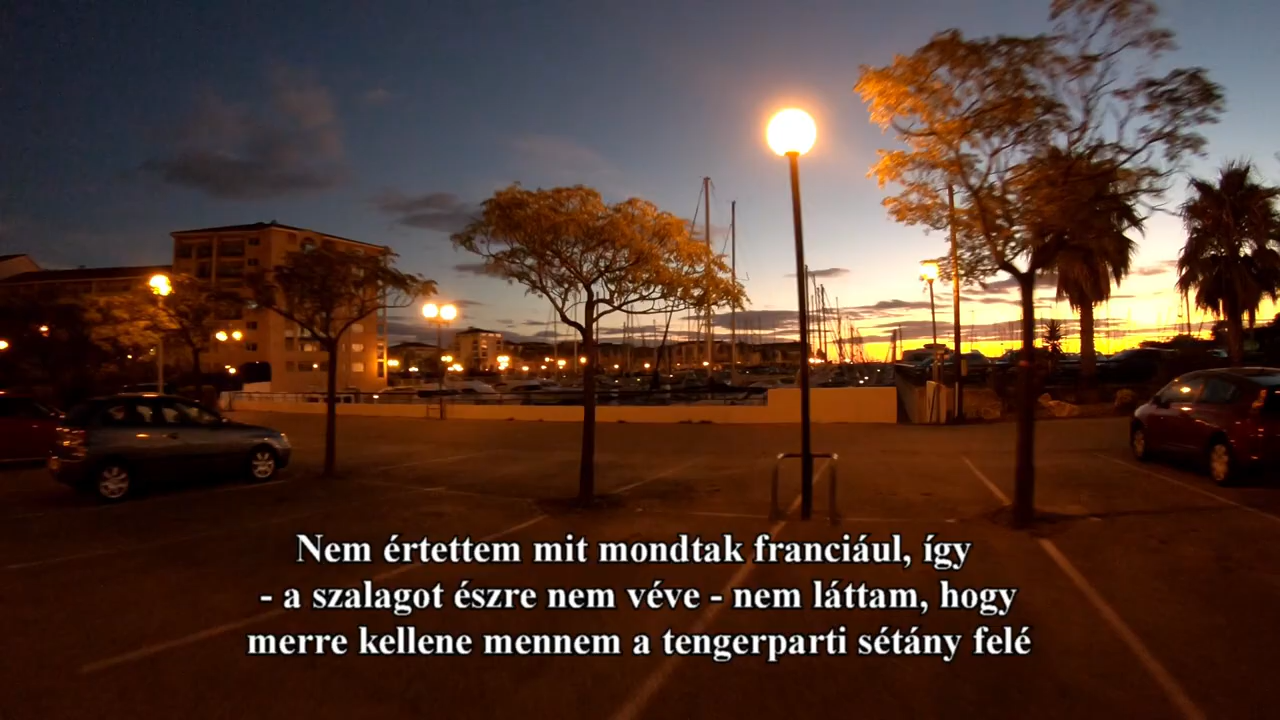 Nem értettem mit mondtak franciául, így
- a szalagot észre nem véve - nem láttam, hogy
merre kellene mennem a tengerparti sétány felé